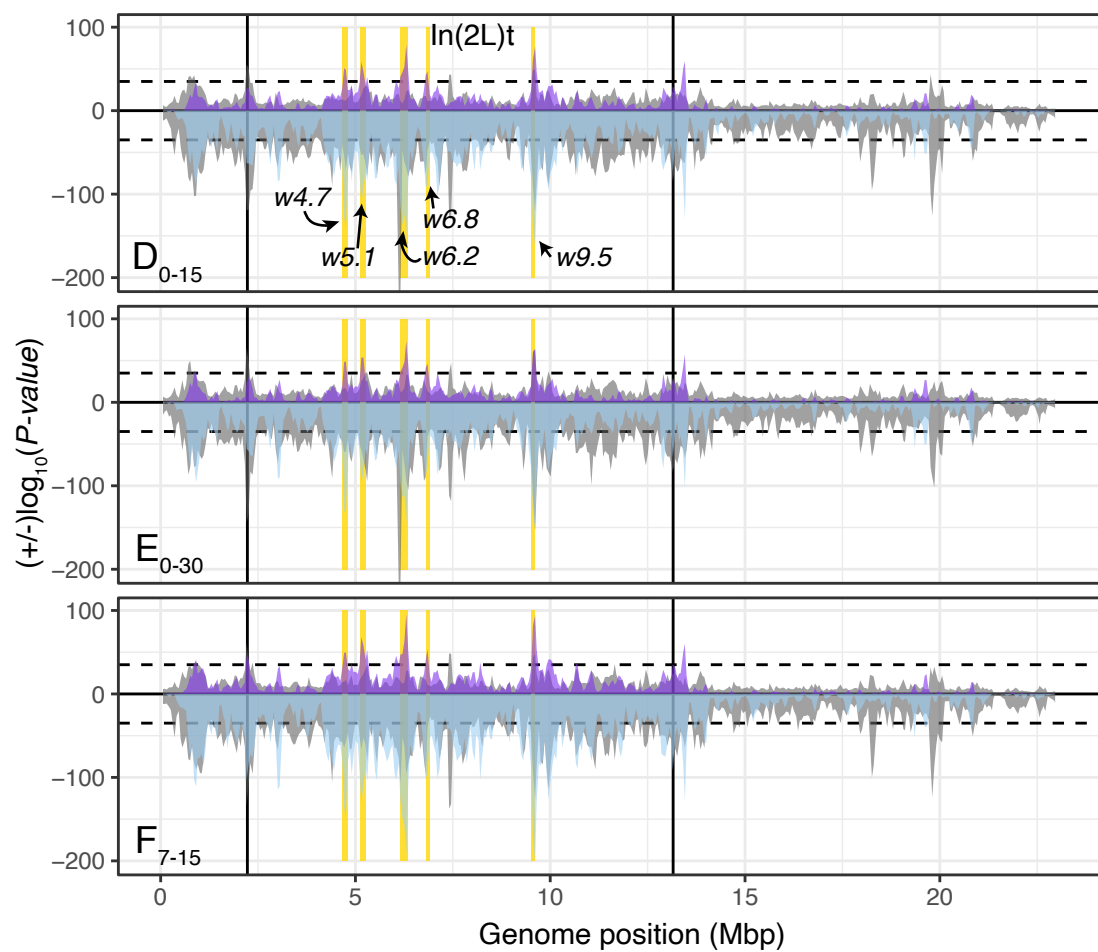 In(2L)t
100
0
−100
−200
w4.7
w5.1
w6.2
w6.8
w9.5
D0-15
100
0
−100
−200
E0-30
100
0
−100
−200
F7-15
(+/-)log10(P-value)
0 5 10 15 20
Genome position (Mbp)